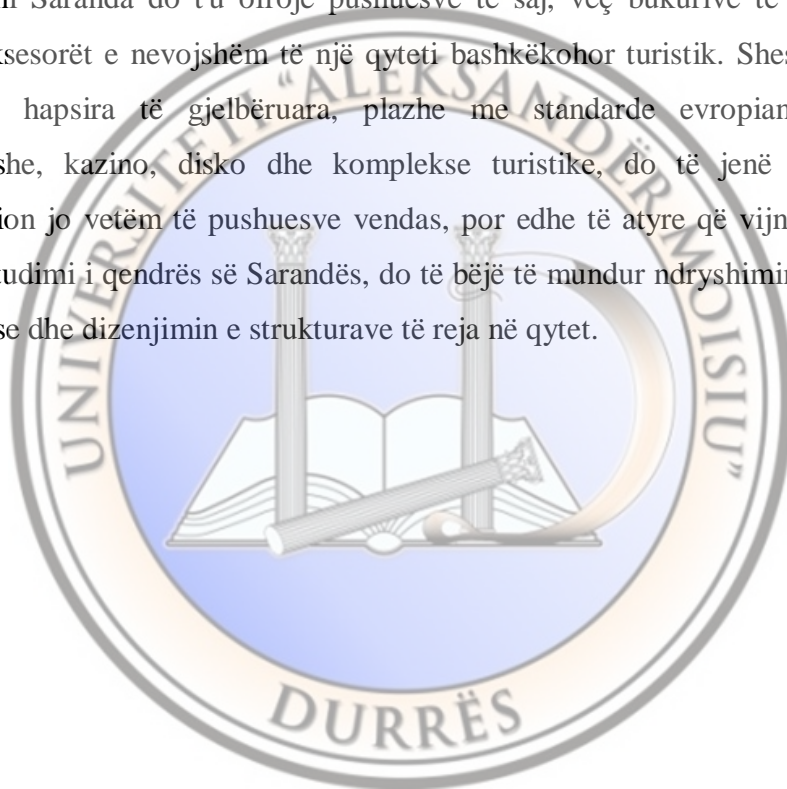 Saranda do t'u ofrojë pushuesve të saj, veç bukurive të
ksesorët e nevojshëm të një qyteti bashkëkohor turistik. Shes
hapsira të gjelbëruara, plazhe me standarde evropian
she, kazino, disko dhe komplekse turistike, do të jenë
ion jo vetëm të pushuesve vendas, por edhe të atyre që vijn
tudimi i qendrës së Sarandës, do të bëjë të mundur ndryshimin
se dhe dizenjimin e strukturave të reja në qytet.
UNIVERSITETI "ALEKSANDËR MOISIU"
DURRËS